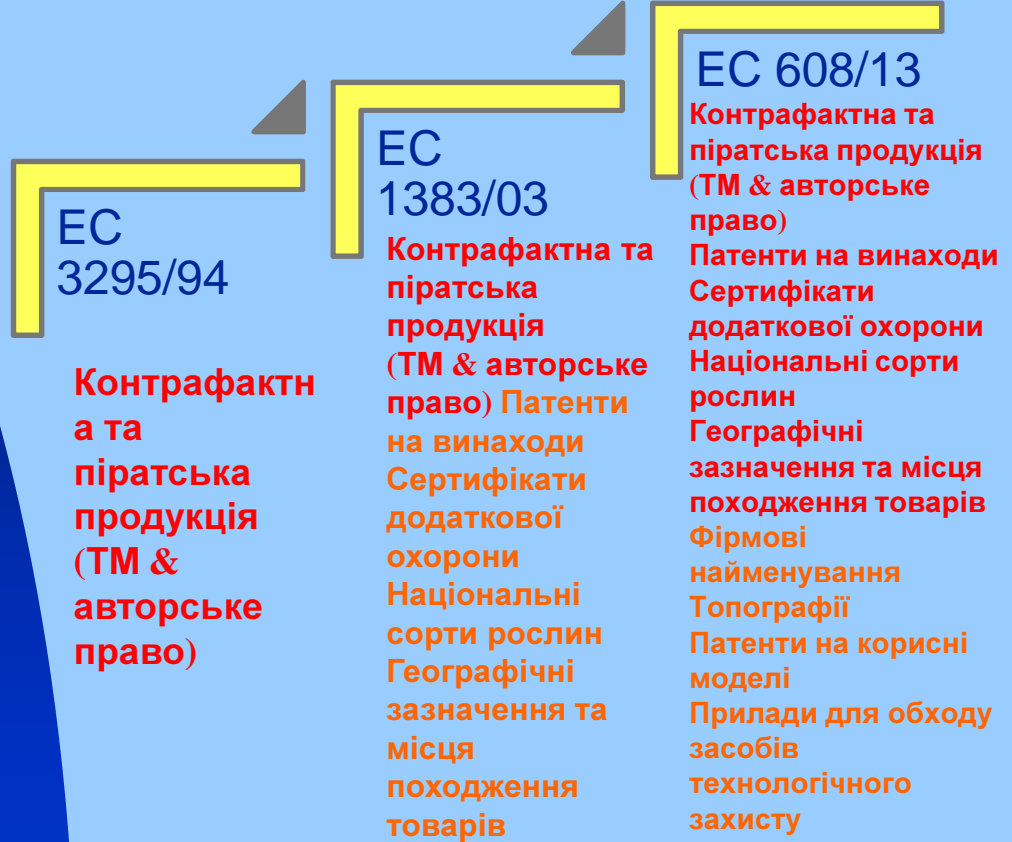 ЕС
3295/94
Контрафактн
а та
піратська
продукція
(ТМ &
авторське
право)
ЕС
1383/03
Контрафактна та
піратська
продукція
(ТМ & авторське
право) Патенти
на винаходи
Сертифікати
додаткової
охорони
Національні
сорти рослин
Географічні
зазначення та
місця
походження
товарів
ЕС 608/13
Контрафактна та
піратська продукція
(ТМ & авторське
право)
Патенти на винаходи
Сертифікати
додаткової охорони
Національні сорти
рослин
Географічні
зазначення та місця
походження товарів
Фірмові
найменування
Топографії
Патенти на корисні
моделі
Прилади для обходу
засобів
технологічного
захисту